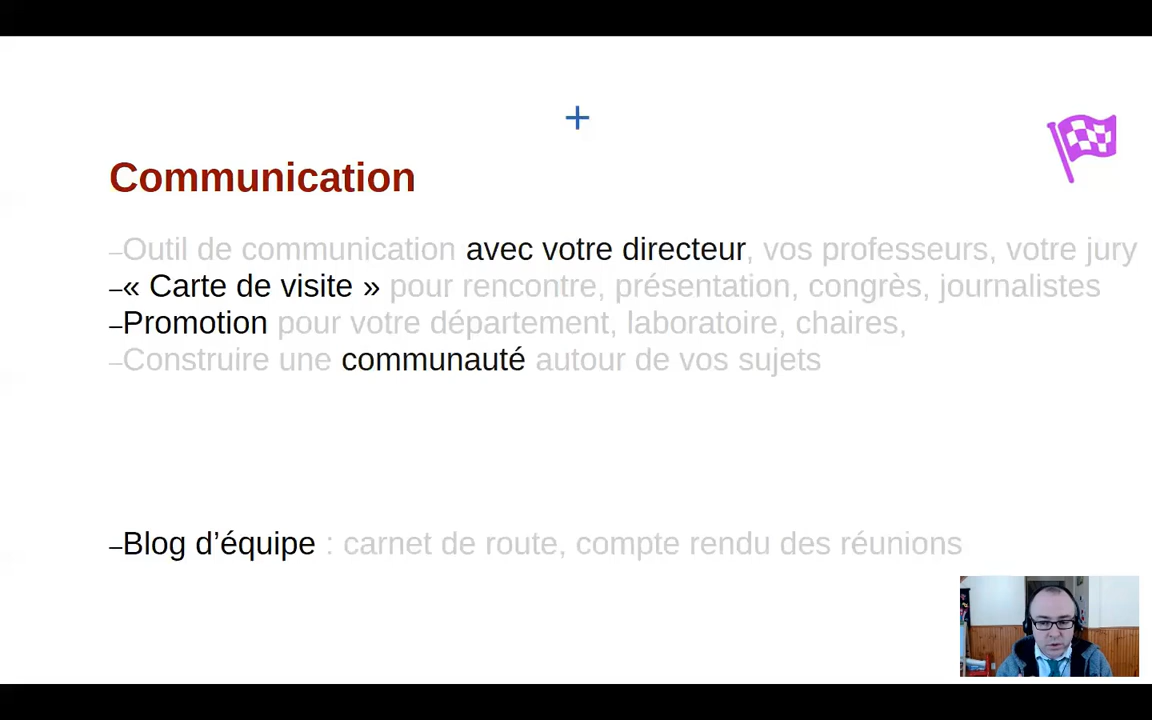 +
Communication
–Outil de communication avec votre directeur, vos professeurs, votre jury
–« Carte de visite » pour rencontre, présentation, congrès, journalistes
–Promotion pour votre département, laboratoire, chaires,
–Construire une communauté autour de vos sujets
–Blog d’équipe : carnet de route, compte rendu des réunions